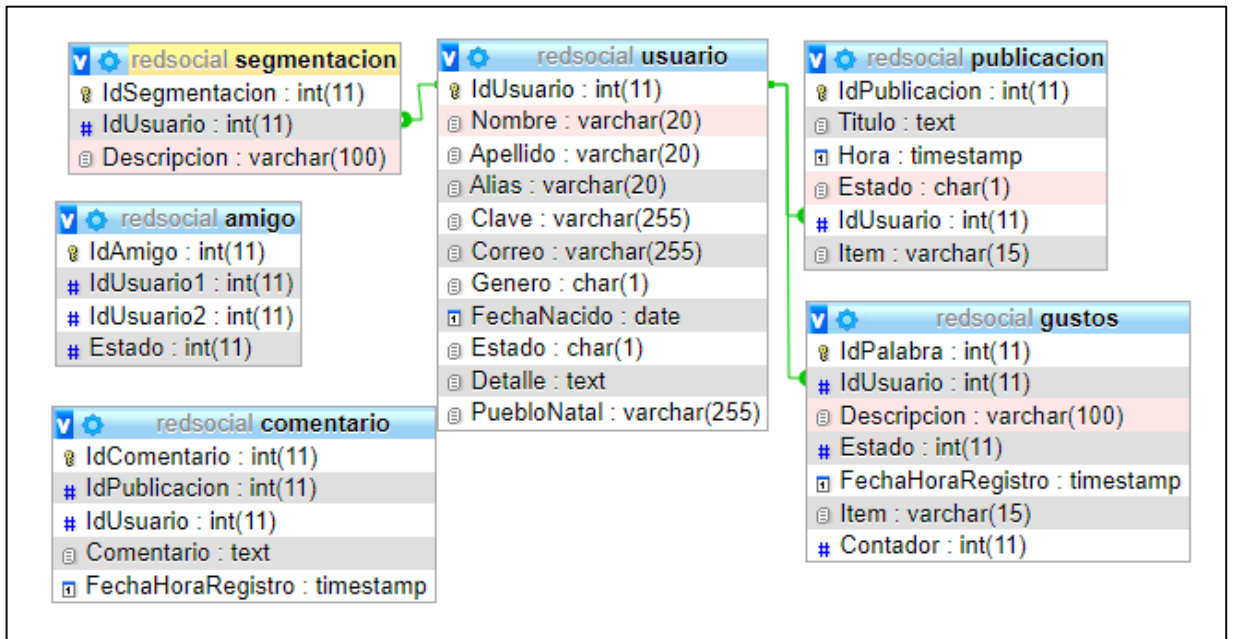 redsocial segmentacion
IdSegmentacion : int(11)
# IdUsuario : int(11)
Descripcion : varchar(100)
redsocial amigo
IdAmigo : int(11)
# IdUsuario1 : int(11)
# IdUsuario2 : int(11)
# Estado : int(11)
redsocial comentario
IdComentario : int(11)
# IdPublicacion : int(11)
# IdUsuario : int(11)
Comentario : text
FechaHoraRegistro : timestamp
redsocial usuario
IdUsuario : int(11)
Nombre : varchar(20)
Apellido : varchar(20)
Alias : varchar(20)
Clave : varchar(255)
Correo : varchar(255)
Genero : char(1)
FechaNacido : date
Estado : char(1)
Detalle : text
PuebloNatal : varchar(255)
redsocial publicacion
IdPublicacion : int(11)
Titulo : text
Hora : timestamp
Estado : char(1)
# IdUsuario : int(11)
Item : varchar(15)
redsocial gustos
IdPalabra : int(11)
# IdUsuario : int(11)
Descripcion : varchar(100)
# Estado : int(11)
FechaHoraRegistro : timestamp
Item : varchar(15)
# Contador : int(11)